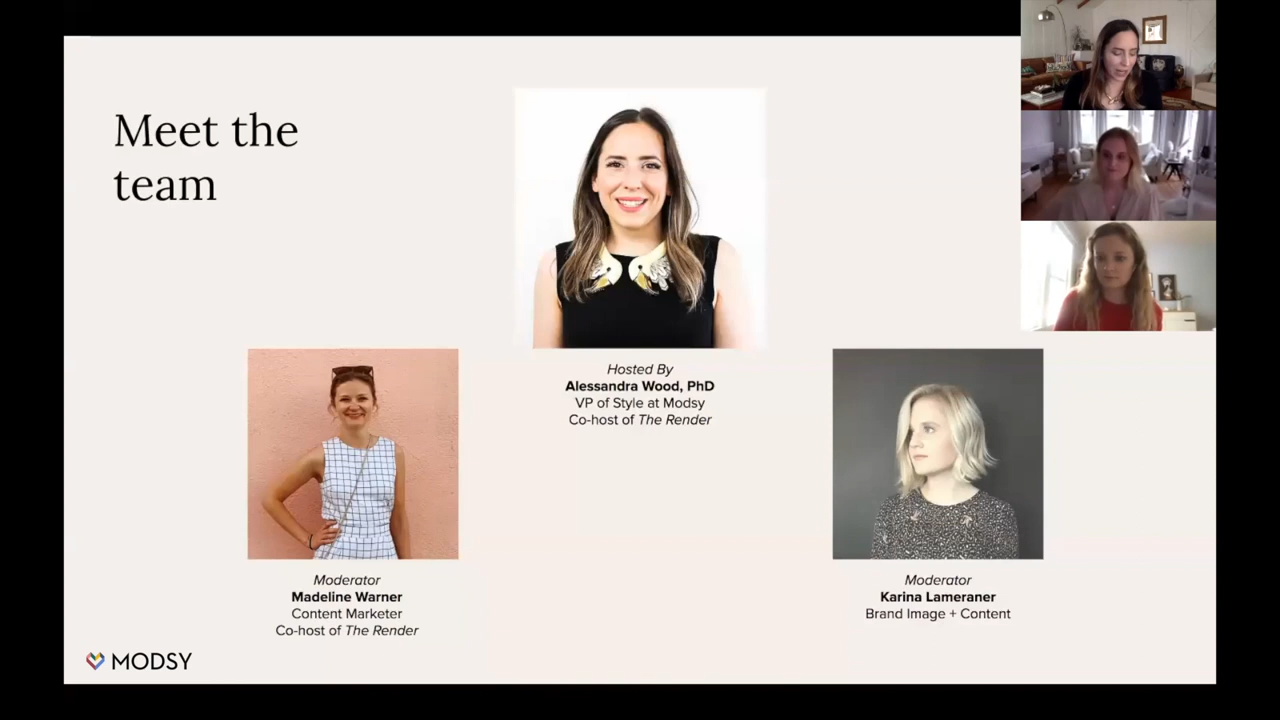 Meet the
team
Hosted By
Alessandra Wood, PhD
VP of Style at Modsy
Co-host of The Render
Moderator
Madeline Warner
Content Marketer
Co-host of The Render
Moderator
Karina Lameraner
Brand Image + Content
MODSY